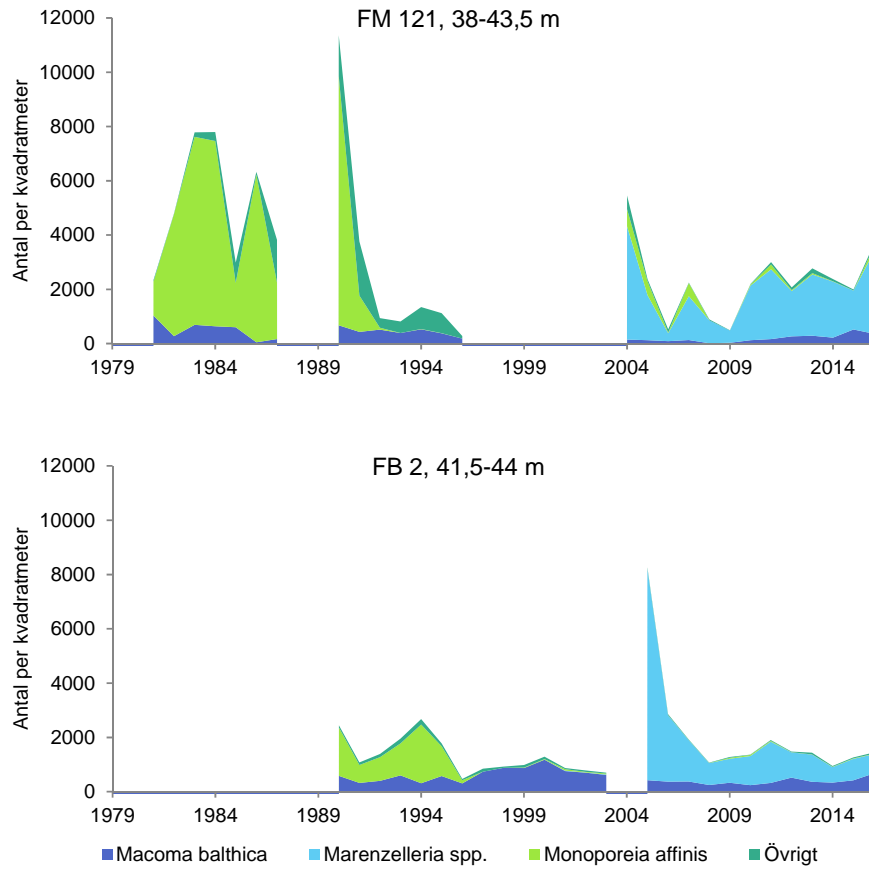 FM 121, 38-43,5 m
Antal per kvadratmeter
12000
10000
8000
6000
4000
2000
0
1979 1984 1989 1994 1999 2004 2009 2014
FB 2, 41,5-44 m
Antal per kvadratmeter
12000
10000
8000
6000
4000
2000
0
1979 1984 1989 1994 1999 2004 2009 2014
Macoma balthica Marenzelleria spp. Monoporeia affinis Övrigt